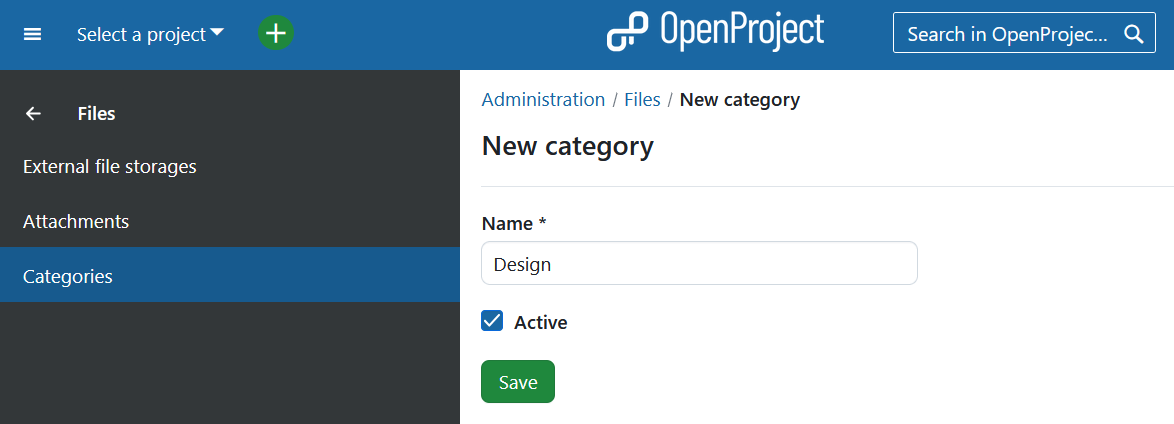 Select a project
OpenProject
Search in OpenProjec...
Files
External file storages
Attachments
Categories
Administration / Files / New category
New category
Name *
Design
Active
Save